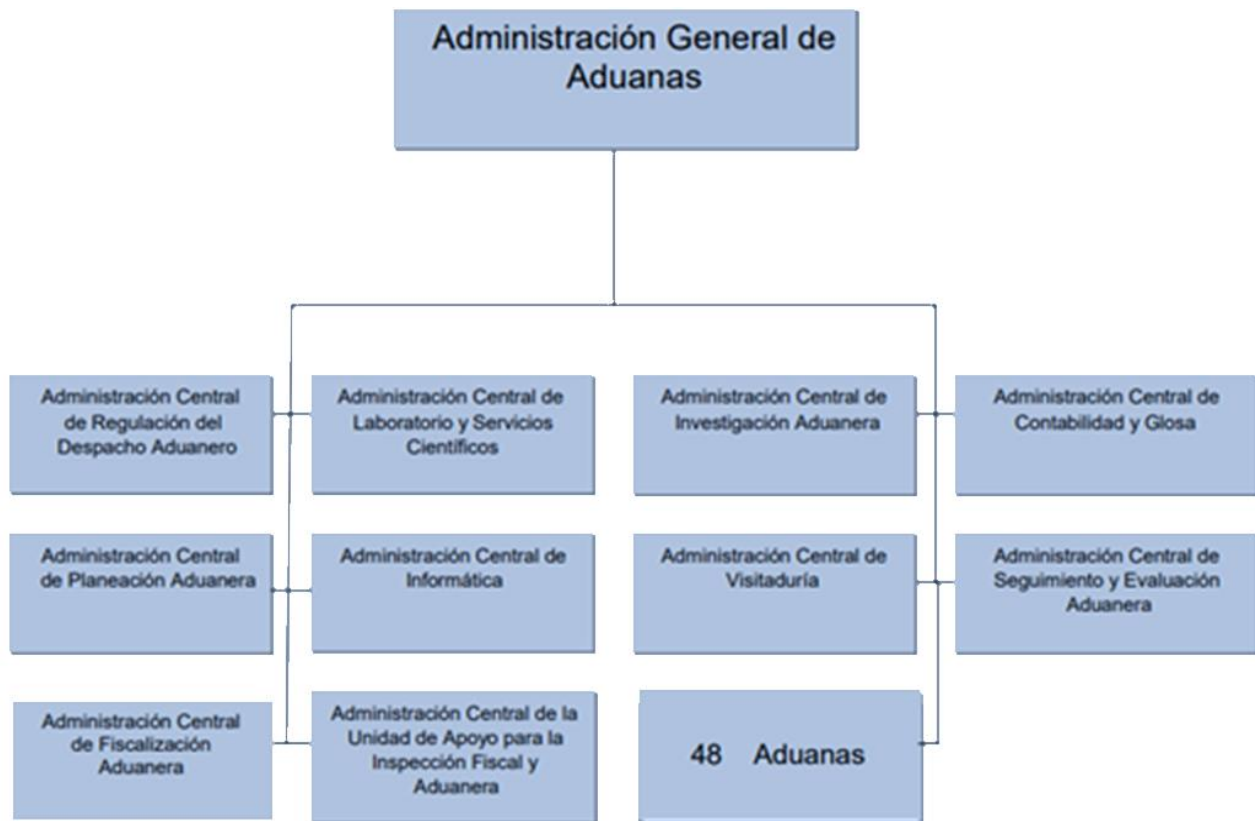 Administración General de
Aduanas
Administración Central
de Regulación del
Despacho Aduanero
Administración Central de
Laboratorio y Servicios
Científicos
Administración Central de
Investigación Aduanera
Administración Central de
Contabilidad y Glosa
Administración Central
de Planeación Aduanera
Administración Central de
Informática
Administración Central de
Visitaduría
Administración Central de
Seguimiento y Evaluación
Aduanera
Administración Central
de Fiscalización
Aduanera
Administración Central de la
Unidad de Apoyo para la
Inspección Fiscal y
Aduanera
48 Aduanas